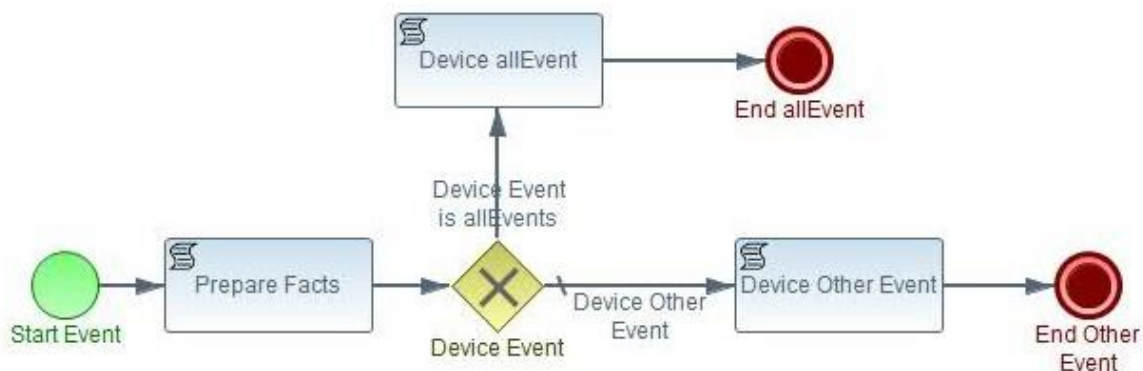 Device allEvent
End allEvent
Device Event
is allEvents
Prepare Facts
Device Other Event
Start Event
Device Event
Device Other
Event
End Other
Event